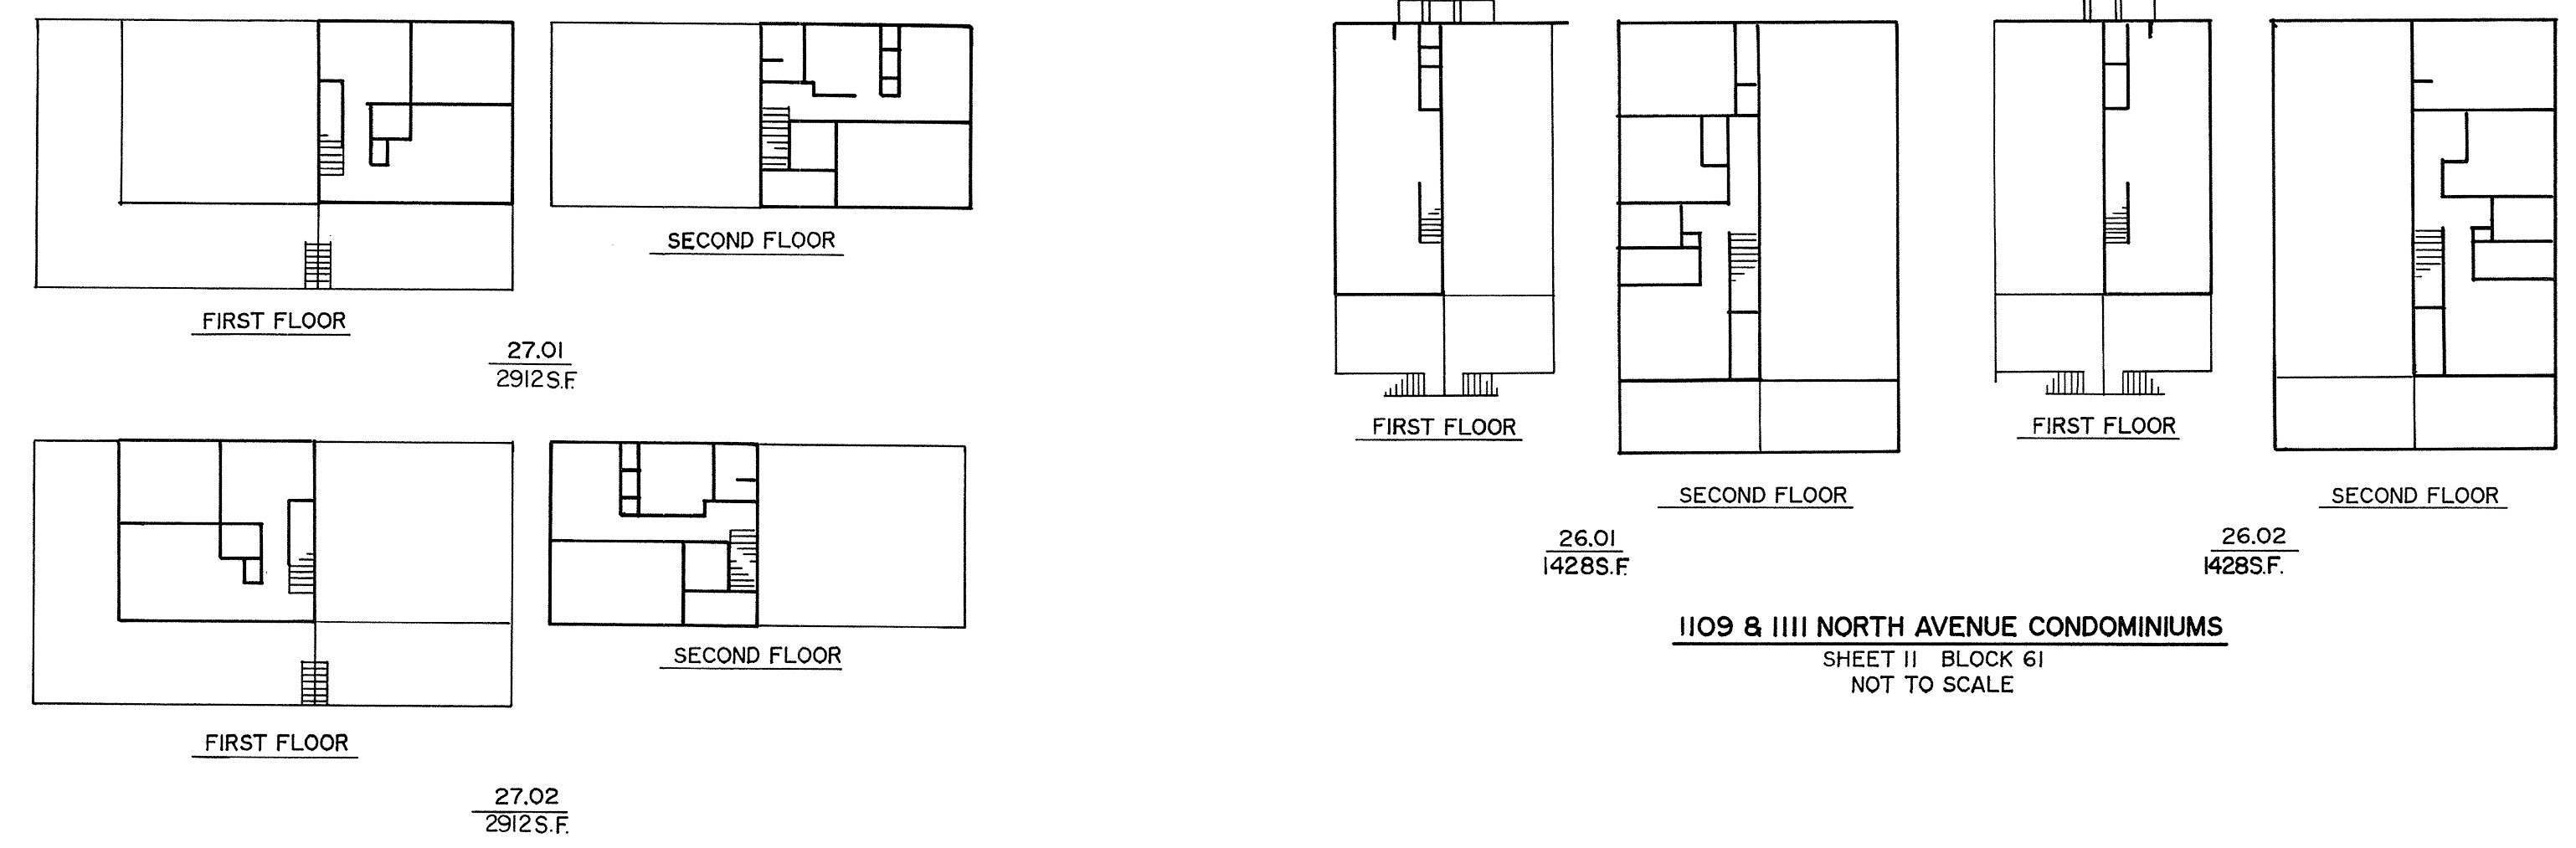 SECOND FLOOR
FIRST FLOOR
27.01
2912 S.F.
SECOND FLOOR
FIRST FLOOR
27.02
2912 S.F.
FIRST FLOOR
SECOND FLOOR
26.01
1428 S.F.
FIRST FLOOR
SECOND FLOOR
26.02
1428 S.F.
1109 & 1111 NORTH AVENUE CONDOMINIUMS
SHEET 11 BLOCK 61
NOT TO SCALE